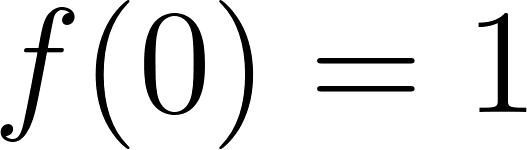 f(0) = 1